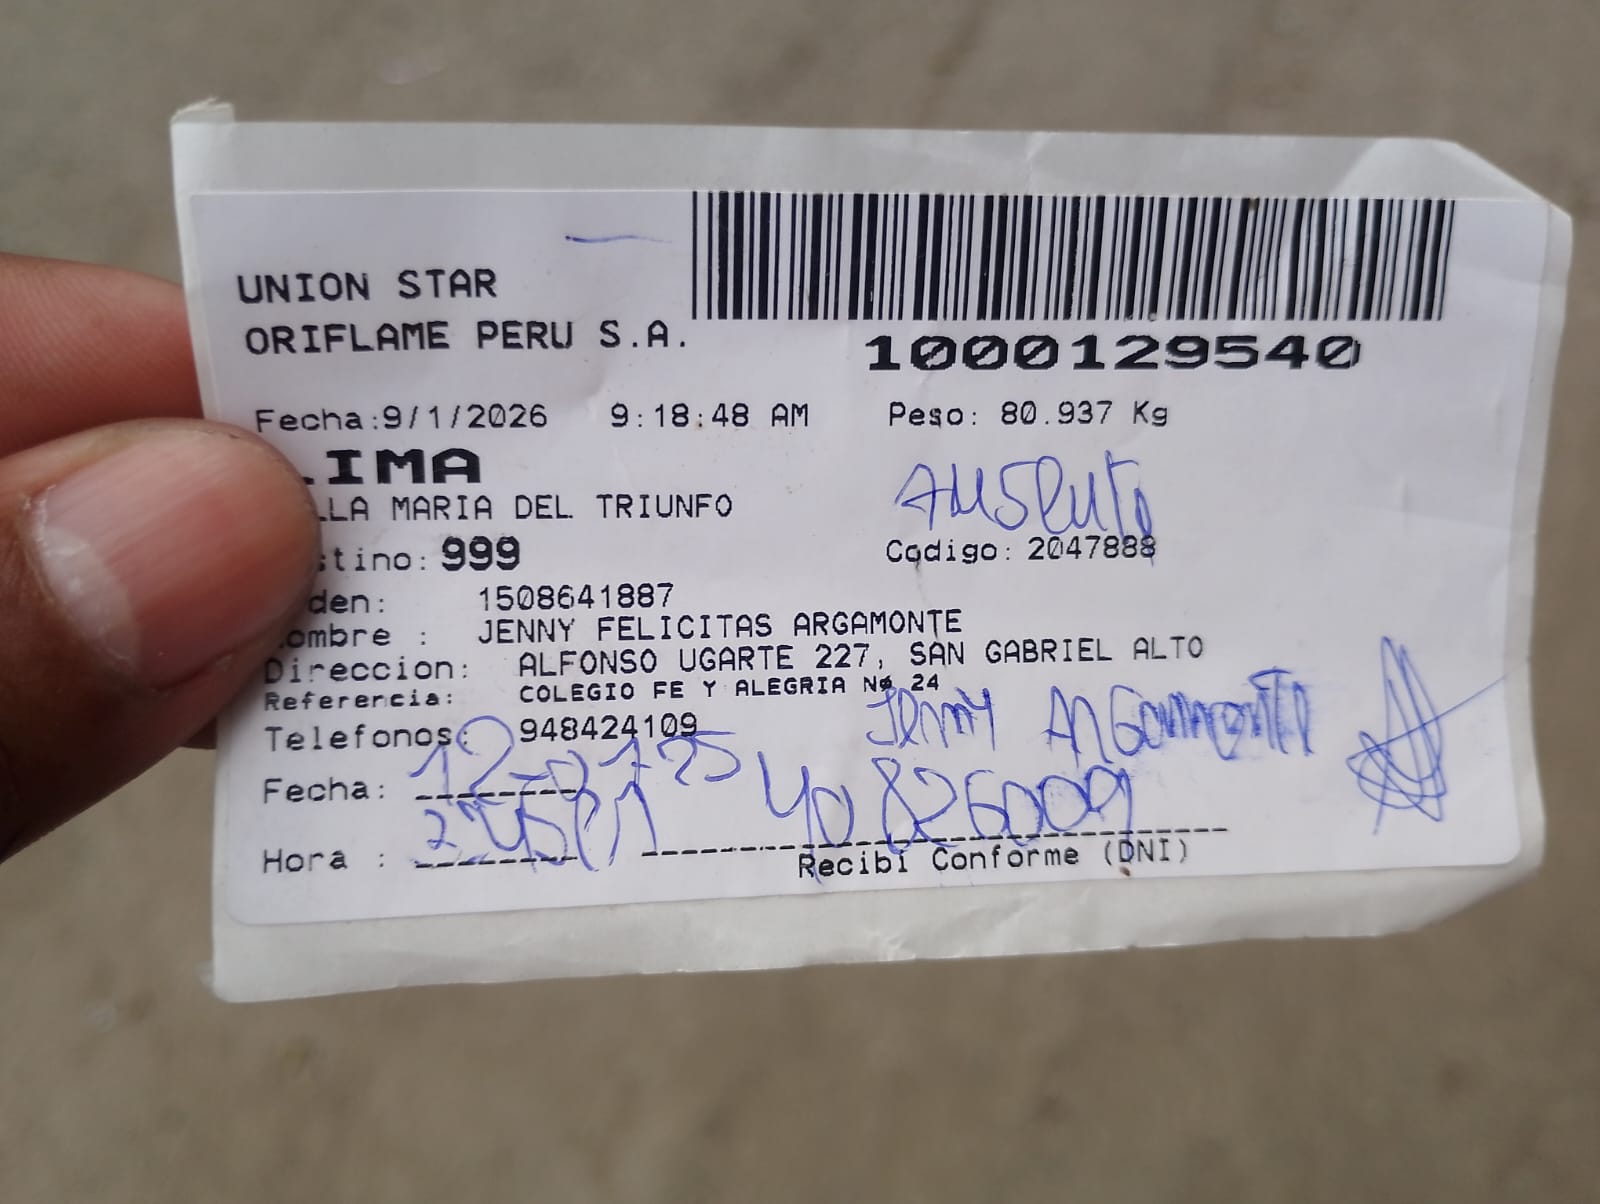 UNION STAR
ORIFLAME PERU S.A.
1000129540
Fecha:9/1/2026 9:18:48 AM Peso: 80.937 Kg
LIMA
LLA MARIA DEL TRIUNFO
stino: 999 Codigo: 2047888
den: 1508641887
ombre : JENNY FELICITAS ARGAMONTE
Direccion: ALFONSO UGARTE 227, SAN GABRIEL ALTO
Referencia: COLEGIO FE Y ALEGRIA Nº 24
Telefonos: 948424109 Jenny Argamonte
Fecha: 40826009
Hora :
Recibi Conforme (DNI)